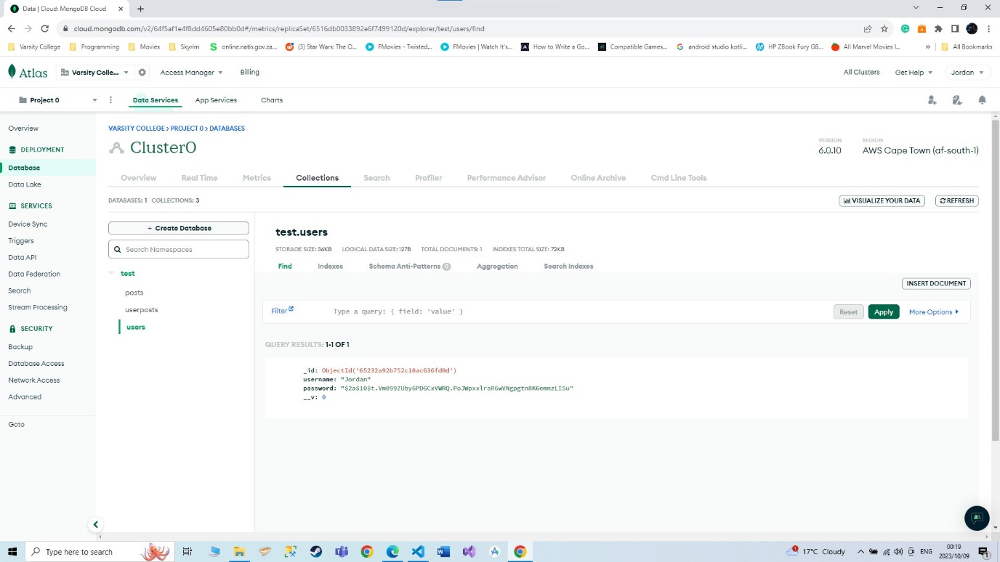 Data | Cloud: MongoDB Cloud
cloud.mongodb.com/v2/64f5af1e4f8dd4605e80bb0d#/metrics/replicaSet/6516db0033892e6f7499120d/explorer/test/users/find
Varsity College Programming Movies Skyrim online.natis.gov.za... (3) Star Wars: The O... FMovies - Twisted... FMovies | Watch It's... How to Write a Go... Compatible Games... android studio kotli... HP ZBook Fury G8... All Marvel Movies I... » All Bookmarks
Atlas Varsity Colle... Access Manager Billing All Clusters Get Help Jordan
Project 0 Data Services App Services Charts
Overview
DEPLOYMENT
Database
Data Lake
SERVICES
Device Sync
Triggers
Data API
Data Federation
Search
Stream Processing
SECURITY
Backup
Database Access
Network Access
Advanced
Goto
VARSITY COLLEGE > PROJECT 0 > DATABASES
Cluster0
VERSION
6.0.10
REGION
AWS Cape Town (af-south-1)
Overview Real Time Metrics Collections Search Profiler Performance Advisor Online Archive Cmd Line Tools
DATABASES: 1 COLLECTIONS: 3
VISUALIZE YOUR DATA REFRESH
+ Create Database
Search Namespaces
test
posts
userposts
users
test.users
STORAGE SIZE: 36KB LOGICAL DATA SIZE: 127B TOTAL DOCUMENTS: 1 INDEXES TOTAL SIZE: 72KB
Find Indexes Schema Anti-Patterns 0 Aggregation Search Indexes
INSERT DOCUMENT
Filter Type a query: { field: 'value' } Reset Apply More Options
QUERY RESULTS: 1-1 OF 1
_id: ObjectId('65232a92b752c10ac636fd0d')
username: "Jordan"
password: "$2a$10$t.Vm099ZUby6PD6CxVWRQ.PoJWpxxlraR6wVNgpgtn8K6emnzLISu"
__v: 0
Type here to search
17°C Cloudy ENG
00:19
2023/10/09